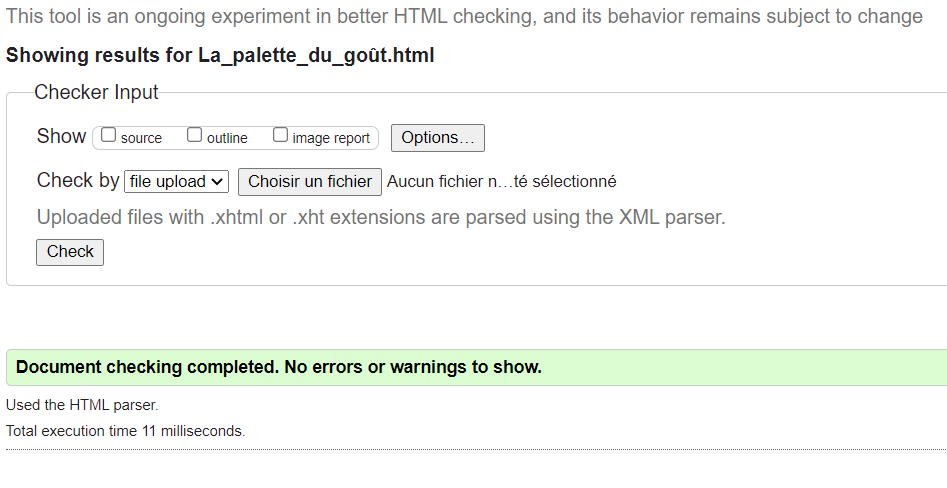 This tool is an ongoing experiment in better HTML checking, and its behavior remains subject to change
Showing results for La_palette_du_goût.html
Checker Input
Show source outline image report Options...
Check by file upload Choisir un fichier Aucun fichier n...té sélectionné
Uploaded files with .xhtml or .xht extensions are parsed using the XML parser.
Check
Document checking completed. No errors or warnings to show.
Used the HTML parser.
Total execution time 11 milliseconds.